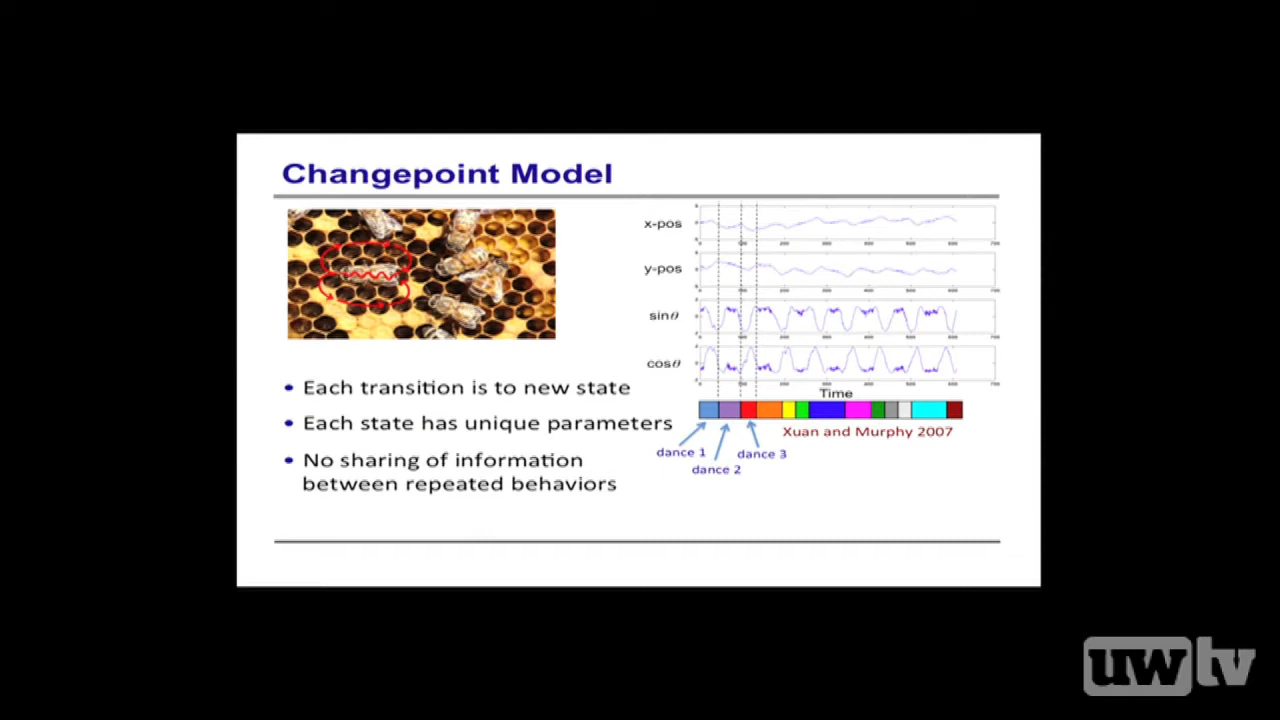 Changepoint Model
x-pos
y-pos
sinθ
cosθ
Time
Xuan and Murphy 2007
dance 1
dance 2
dance 3
• Each transition is to new state
• Each state has unique parameters
• No sharing of information
between repeated behaviors
uwtv